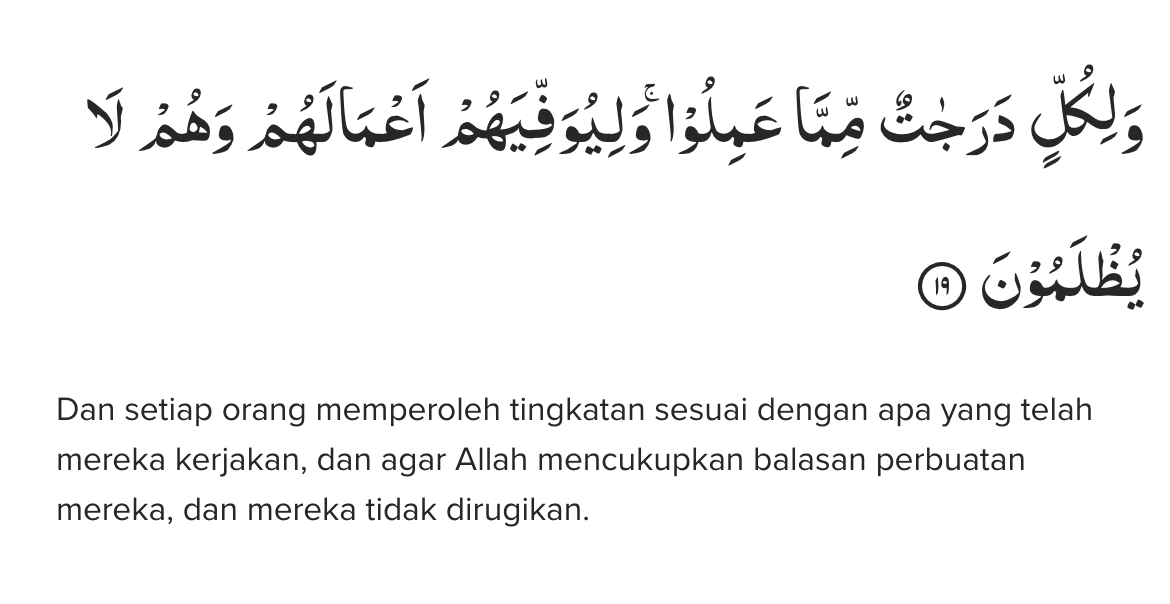 وَلِكُلٍّ دَرَجٰتٌ مِّمَّا عَمِلُوْاۚ وَلِيُوَفِّيَهُمْ اَعْمَالَهُمْ وَهُمْ لَا
يُظْلَمُوْنَ ١٩
Dan setiap orang memperoleh tingkatan sesuai dengan apa yang telah
mereka kerjakan, dan agar Allah mencukupkan balasan perbuatan
mereka, dan mereka tidak dirugikan.